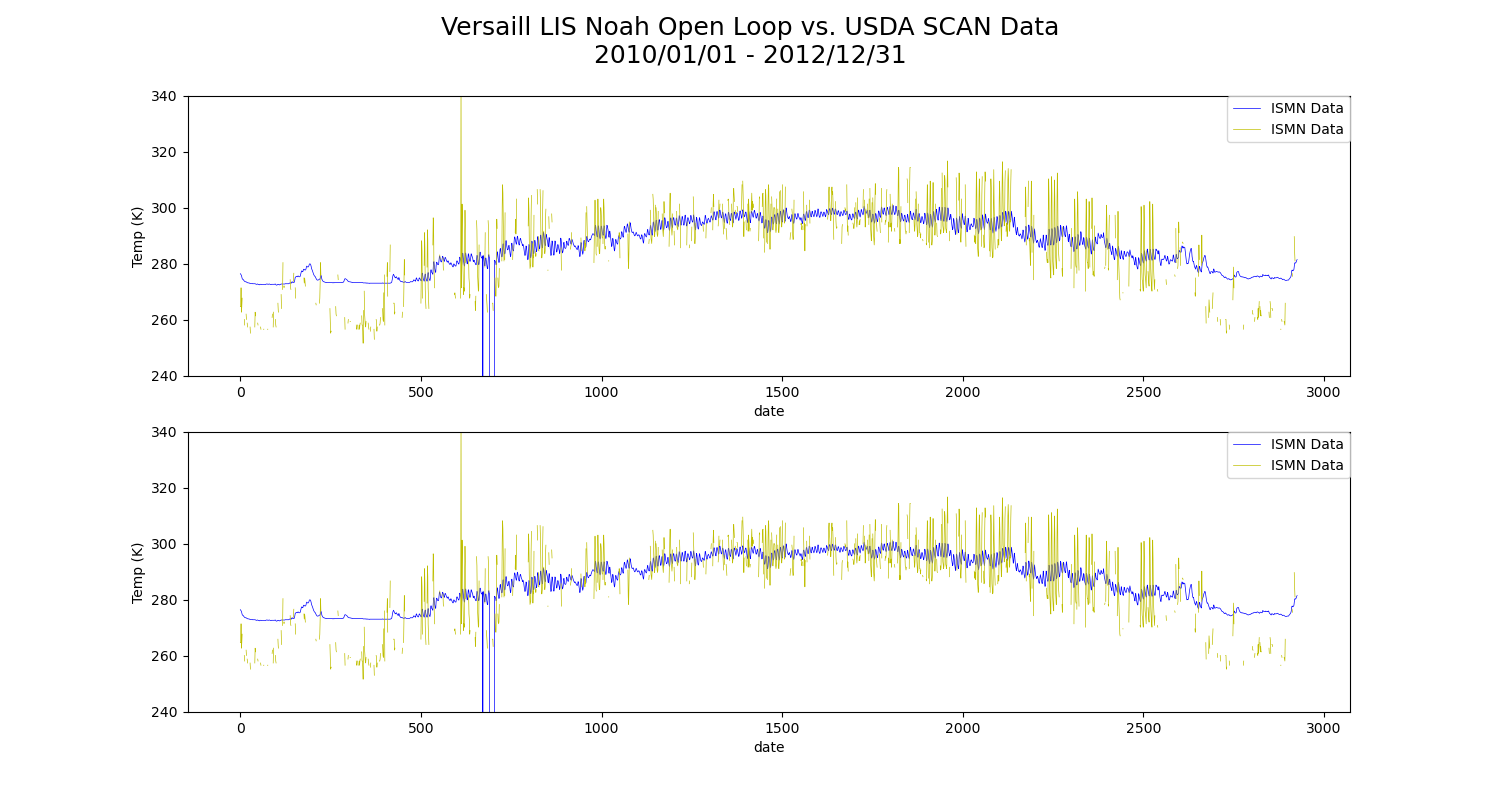 Versaill LIS Noah Open Loop vs. USDA SCAN Data
2010/01/01 - 2012/12/31
340
320
300
280
260
240
Temp (K)
ISMN Data
ISMN Data
0 500 1000 1500 2000 2500 3000
date
340
320
300
280
260
240
Temp (K)
ISMN Data
ISMN Data
0 500 1000 1500 2000 2500 3000
date